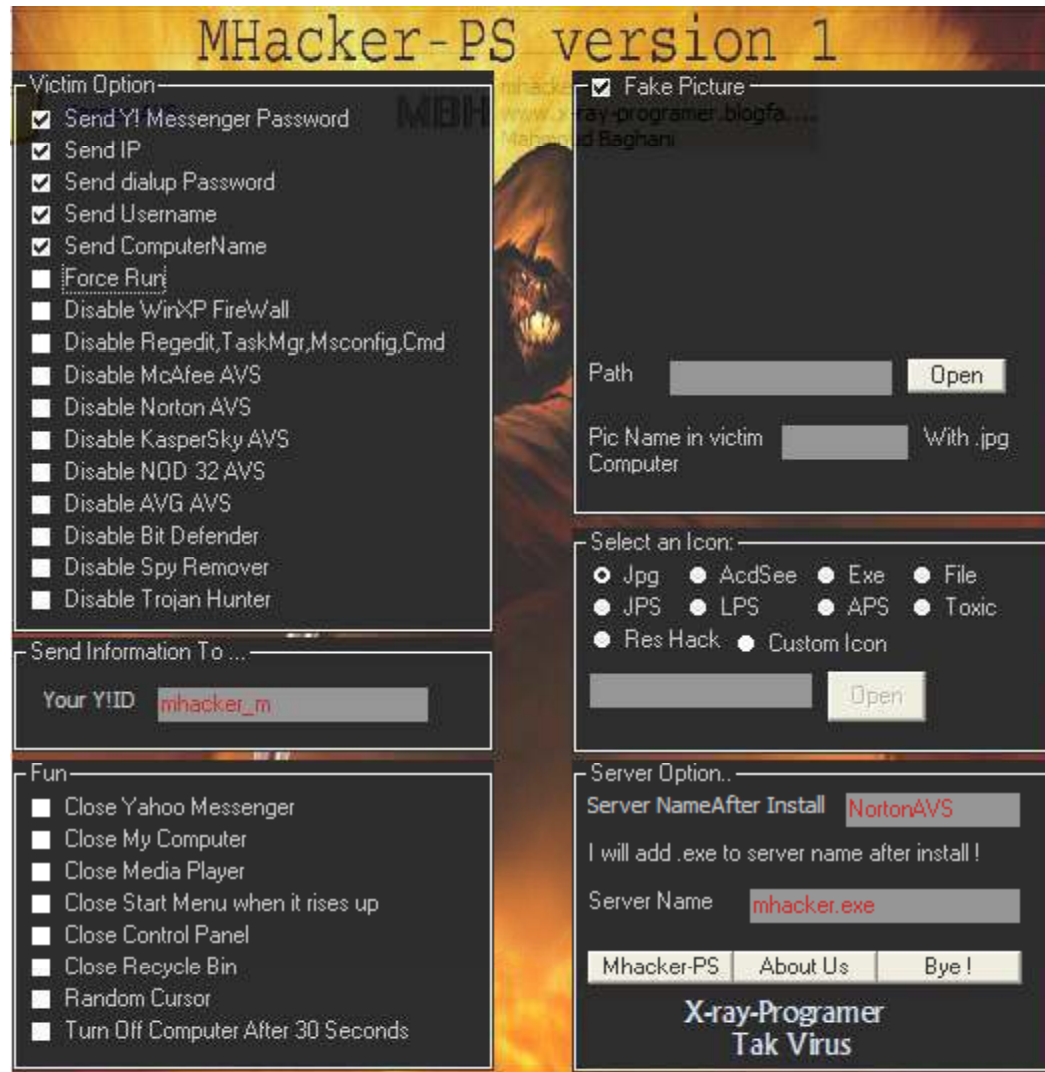 MHacker-PS version 1
Victim Option
Send Y! Messenger Password
Send IP
Send dialup Password
Send Username
Send ComputerName
Force Run
Disable WinXP FireWall
Disable Regedit,TaskMgr,Msconfig,Cmd
Disable McAfee AVS
Disable Norton AVS
Disable KasperSky AVS
Disable NOD 32 AVS
Disable AVG AVS
Disable Bit Defender
Disable Spy Remover
Disable Trojan Hunter
Send Information To ...
Your Y!ID
mhacker_m
Fun
Close Yahoo Messenger
Close My Computer
Close Media Player
Close Start Menu when it rises up
Close Control Panel
Close Recycle Bin
Random Cursor
Turn Off Computer After 30 Seconds
MBH
www.x-ray-programer.blogfa....
Mahmoud Baghani
Fake Picture
Path
Open
Pic Name in victim With .jpg
Computer
Select an Icon:
Jpg AcdSee Exe File
JPS LPS APS Toxic
Res Hack Custom Icon
Open
Server Option..
Server NameAfter Install NortonAVS
I will add .exe to server name after install !
Server Name mhacker.exe
Mhacker-PS About Us Bye !
X-ray-Programer
Tak Virus